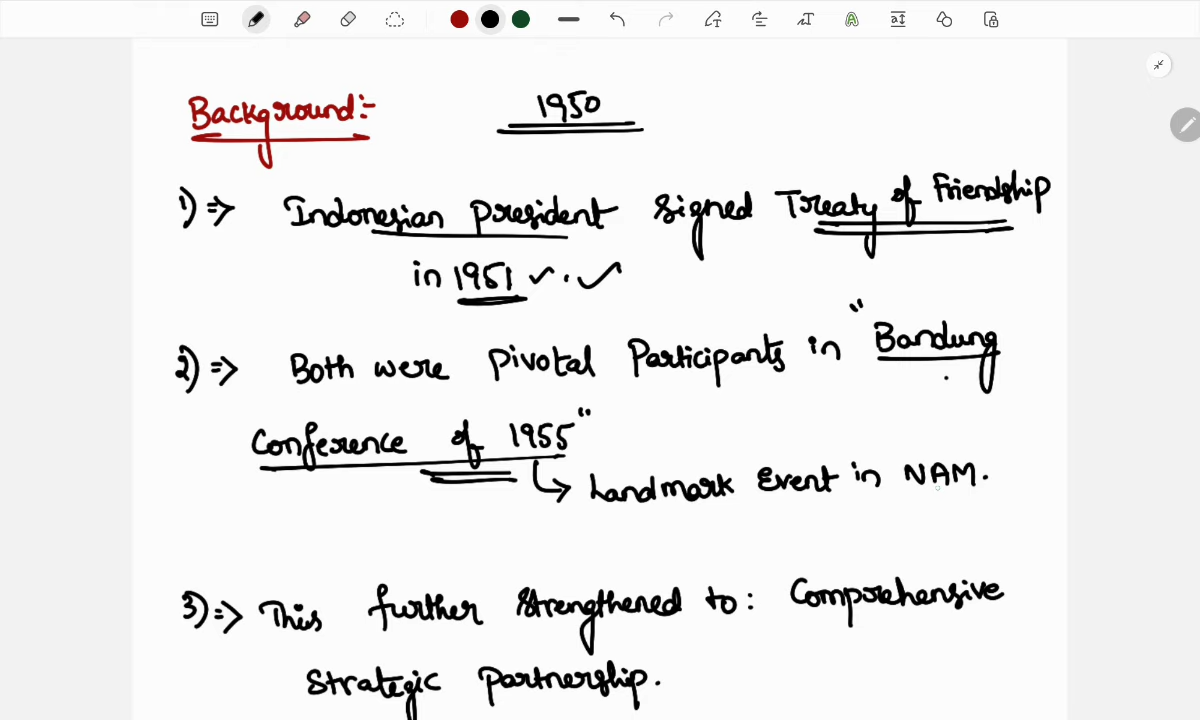 Background:-
1950
1) => Indonesian President signed Treaty of Friendship
in 1951
2) => Both were Pivotal Participants in "Bandung
Conference of 1955"
Landmark Event in NAM.
3) => This further strengthened to: Comprehensive
Strategic Partnership.